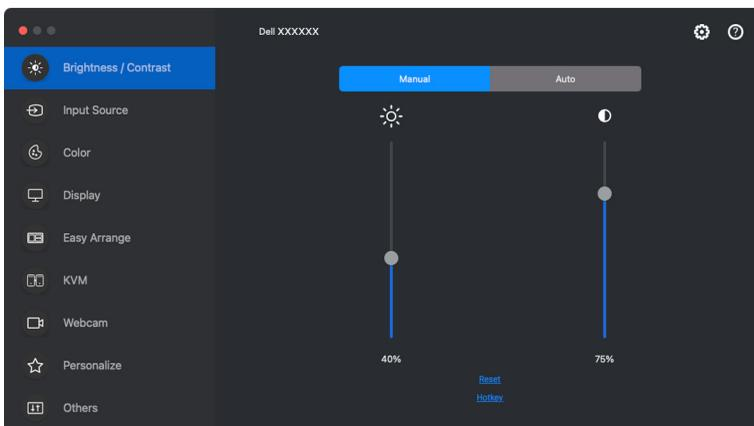 Dell XXXXXX
Brightness / Contrast
Input Source
Color
Display
Easy Arrange
KVM
Webcam
Personalize
Others
Manual
Auto
40%
75%
Reset
Hotkey